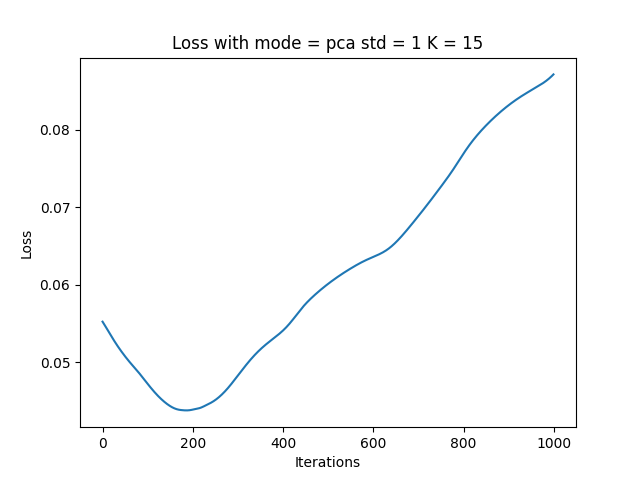 Loss with mode = pca std = 1 K = 15
0.08
0.07
0.06
0.05
Loss
0 200 400 600 800 1000
Iterations